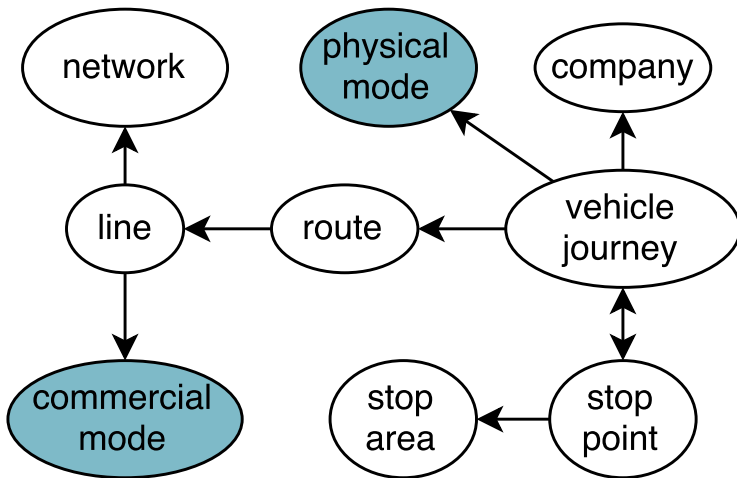 network
physical
mode
company
line
route
vehicle
journey
commercial
mode
stop
area
stop
point